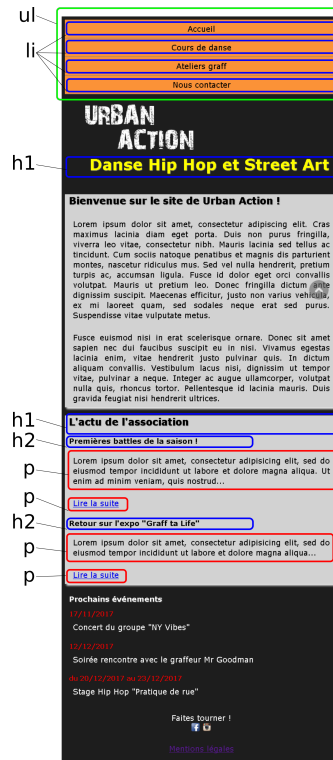 ul
Accueil
li
Cours de danse
Ateliers graff
Nous contacter
URBAN
ACTION
h1
Danse Hip Hop et Street Art
Bienvenue sur le site de Urban Action !
Lorem ipsum dolor sit amet, consectetur adipiscing elit. Cras
maximus lacinia diam eget porta. Duis non purus fringilla,
viverra leo vitae, consectetur nibh. Mauris lacinia sed tellus ac
tincidunt. Cum sociis natoque penatibus et magnis dis parturient
montes, nascetur ridiculus mus. Sed vel nulla hendrerit, pretium
turpis ac, accumsan ligula. Fusce id dolor eget orci convallis
volutpat. Mauris ut pretium leo. Donec fringilla dictum ante
dignissim suscipit. Maecenas efficitur, justo non varius vehicula,
ex mi laoreet quam, sed sodales neque erat sed purus.
Suspendisse vitae vulputate metus.
Fusce euismod nisi in erat scelerisque ornare. Donec sit amet
sapien nec dui faucibus suscipit eu in nisi. Vivamus egestas
lacinia enim, vitae hendrerit justo pulvinar quis. In dictum
aliquam convallis. Vestibulum lacus nisi, dignissim ut tempor
vitae, pulvinar a neque. Integer ac augue ullamcorper, volutpat
nulla quis, rhoncus tortor. Pellentesque id lacinia mauris. Duis
gravida feugiat nisi hendrerit ultrices.
h1
L'actu de l'association
h2
Premières battles de la saison !
p
Lorem ipsum dolor sit amet, consectetur adipisicing elit, sed do
eiusmod tempor incididunt ut labore et dolore magna aliqua. Ut
enim ad minim veniam, quis nostrud...
p
Lire la suite
h2
Retour sur l'expo "Graff ta Life"
p
Lorem ipsum dolor sit amet, consectetur adipisicing elit, sed do
eiusmod tempor incididunt ut labore et dolore magna aliqua...
p
Lire la suite
Prochains événements
17/11/2017
Concert du groupe "NY Vibes"
12/12/2017
Soirée rencontre avec le graffeur Mr Goodman
du 20/12/2017 au 23/12/2017
Stage Hip Hop "Pratique de rue"
Faites tourner !
Mentions légales